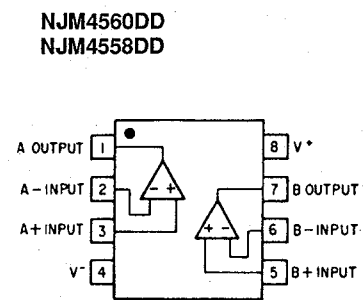 NJM4560DD
NJM4558DD
A OUTPUT 1
8 V+
A-INPUT 2
7 B OUTPUT
A+INPUT 3
6 B-INPUT
V- 4
5 B+INPUT
- +
+ -